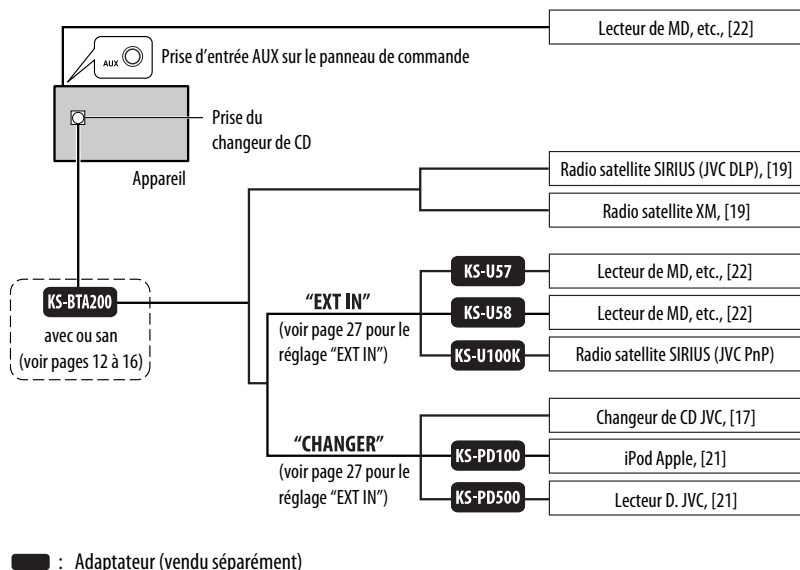 Lecteur de MD, etc., [22]
AUX
Prise d’entrée AUX sur le panneau de commande
Prise du
changeur de CD
Appareil
Radio satellite SIRIUS (JVC DLP), [19]
Radio satellite XM, [19]
KS-BTA200
avec ou san
(voir pages 12 à 16)
“EXT IN”
(voir page 27 pour le
réglage “EXT IN”)
KS-U57
Lecteur de MD, etc., [22]
KS-U58
Lecteur de MD, etc., [22]
KS-U100K
Radio satellite SIRIUS (JVC PnP)
“CHANGER”
(voir page 27 pour le
réglage “EXT IN”)
Changeur de CD JVC, [17]
KS-PD100
iPod Apple, [21]
KS-PD500
Lecteur D. JVC, [21]
: Adaptateur (vendu séparément)